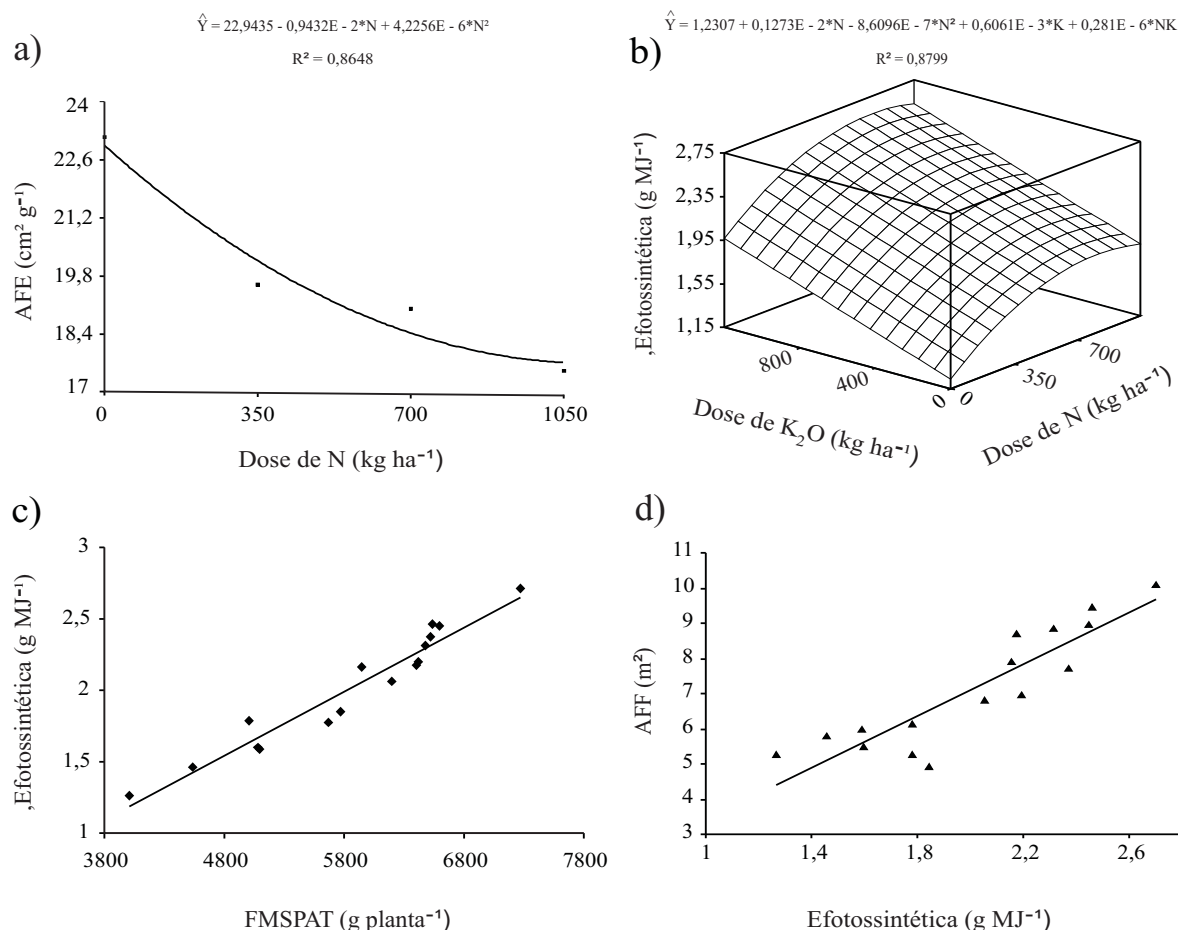 Ŷ = 22,9435 - 0,9432E - 2*N + 4,2256E - 6*N²
R² = 0,8648
a)
24
22,6
21,2
19,8
18,4
17
AFE (cm² g⁻¹)
0 350 700 1050
Dose de N (kg ha⁻¹)
Ŷ = 1,2307 + 0,1273E - 2*N - 8,6096E - 7*N² + 0,6061E - 3*K + 0,281E - 6*NK
R² = 0,8799
b)
2,75
2,35
1,95
1,55
1,15
,Efotossintética (g MJ⁻¹)
800 400 0
Dose de K₂O (kg ha⁻¹)
0 350 700
Dose de N (kg ha⁻¹)
c)
3
2,5
2
1,5
1
,Efotossintética (g MJ⁻¹)
3800 4800 5800 6800 7800
FMSPAT (g planta⁻¹)
d)
11
10
9
8
7
6
5
4
3
AFF (m²)
1 1,4 1,8 2,2 2,6
Efotossintética (g MJ⁻¹)